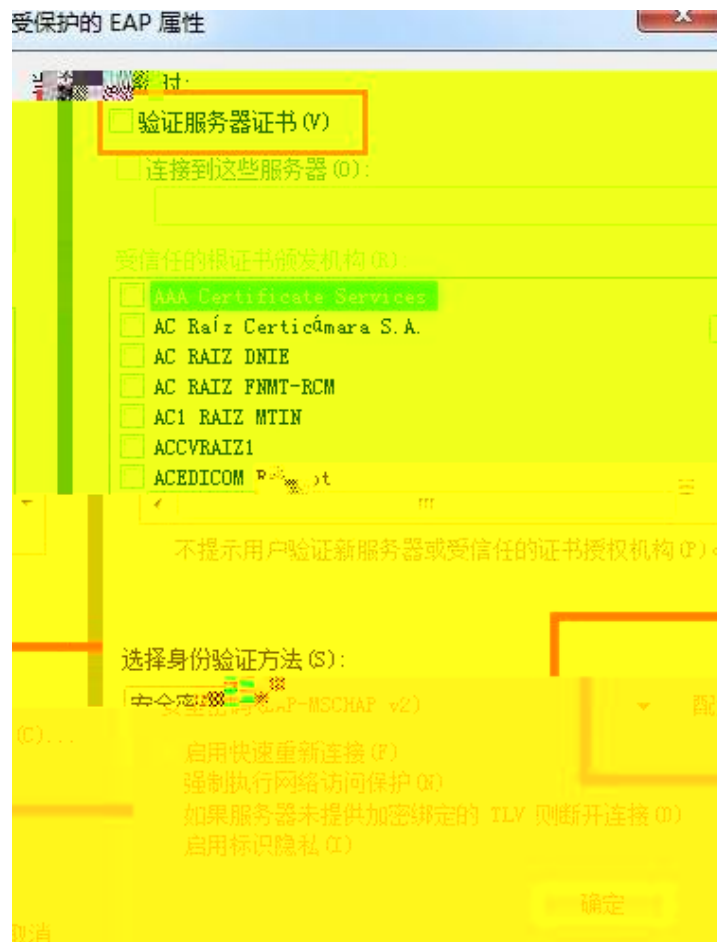 受保护的 EAP 属性
时:
验证服务器证书(V)
连接到这些服务器(O):
受信任的根证书颁发机构(R):
AAA Certificate Services
AC Raíz Certicámara S.A.
AC RAIZ DNIE
AC RAIZ FNMT-RCM
AC1 RAIZ MTIN
ACCVRAIZ1
ACEDICOM
不提示用户验证新服务器或受信任的证书授权机构(P)
选择身份验证方法(S):
(EAP-MSCHAP v2) 配
(C)...
启用快速重新连接(F)
强制执行网络访问保护(N)
如果服务器未提供加密绑定的 TLV 则断开连接(D)
启用标识隐私(I)
确定
取消